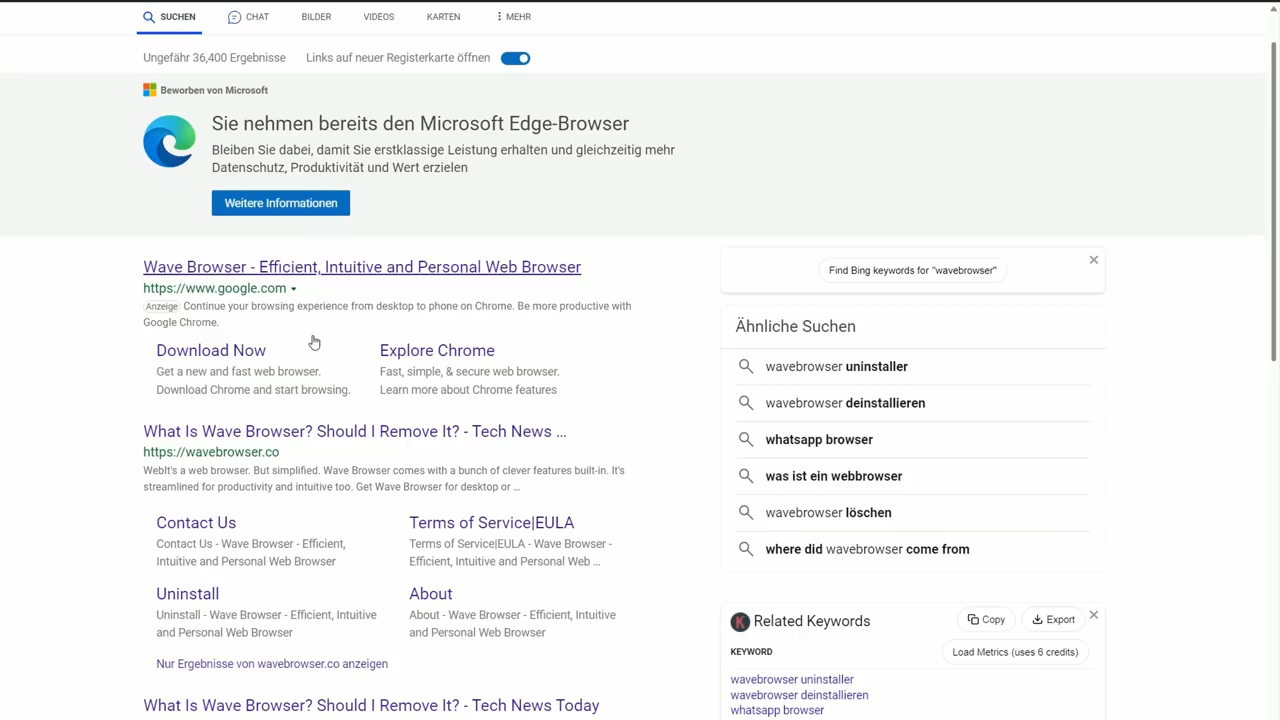 SUCHEN
CHAT
BILDER
VIDEOS
KARTEN
MEHR
Ungefähr 36,400 Ergebnisse
Links auf neuer Registerkarte öffnen
Beworben von Microsoft
Sie nehmen bereits den Microsoft Edge-Browser
Bleiben Sie dabei, damit Sie erstklassige Leistung erhalten und gleichzeitig mehr
Datenschutz, Produktivität und Wert erzielen
Weitere Informationen
Wave Browser - Efficient, Intuitive and Personal Web Browser
https://www.google.com
Anzeige Continue your browsing experience from desktop to phone on Chrome. Be more productive with
Google Chrome.
Download Now
Get a new and fast web browser.
Download Chrome and start browsing.
Explore Chrome
Fast, simple, & secure web browser.
Learn more about Chrome features
What Is Wave Browser? Should I Remove It? - Tech News ...
https://wavebrowser.co
WebIt's a web browser. But simplified. Wave Browser comes with a bunch of clever features built-in. It's
streamlined for productivity and intuitive too. Get Wave Browser for desktop or ...
Contact Us
Contact Us - Wave Browser - Efficient,
Intuitive and Personal Web Browser
Terms of Service|EULA
Terms of Service|EULA - Wave Browser -
Efficient, Intuitive and Personal Web ...
Uninstall
Uninstall - Wave Browser - Efficient, Intuitive
and Personal Web Browser
About
About - Wave Browser - Efficient, Intuitive
and Personal Web Browser
Nur Ergebnisse von wavebrowser.co anzeigen
What Is Wave Browser? Should I Remove It? - Tech News Today
Find Bing keywords for "wavebrowser"
Ähnliche Suchen
wavebrowser uninstaller
wavebrowser deinstallieren
whatsapp browser
was ist ein webbrowser
wavebrowser löschen
where did wavebrowser come from
K
Related Keywords
Copy
Export
KEYWORD
Load Metrics (uses 6 credits)
wavebrowser uninstaller
wavebrowser deinstallieren
whatsapp browser